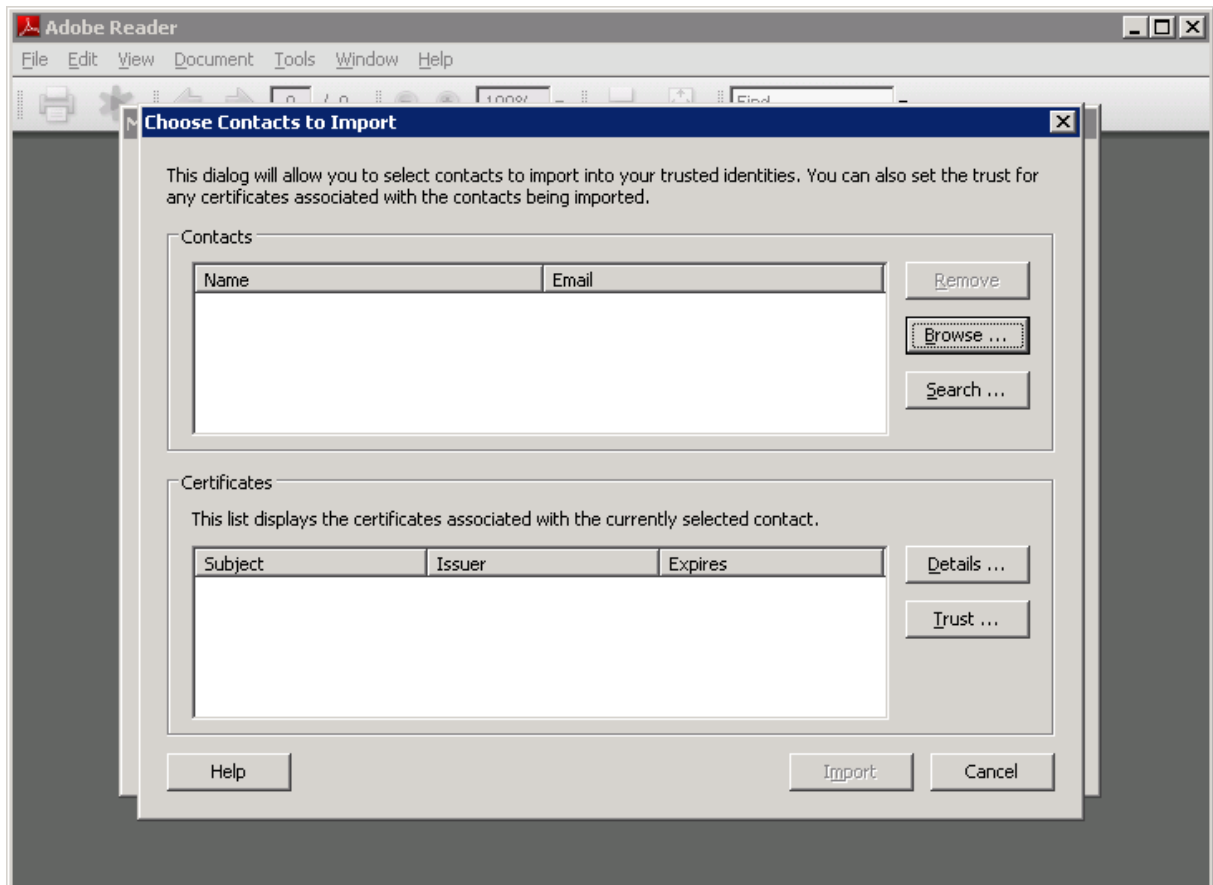 Adobe Reader
File Edit View Document Tools Window Help
Choose Contacts to Import
This dialog will allow you to select contacts to import into your trusted identities. You can also set the trust for
any certificates associated with the contacts being imported.
Contacts
Name Email
Remove
Browse ...
Search ...
Certificates
This list displays the certificates associated with the currently selected contact.
Subject Issuer Expires
Details ...
Trust ...
Help Import Cancel